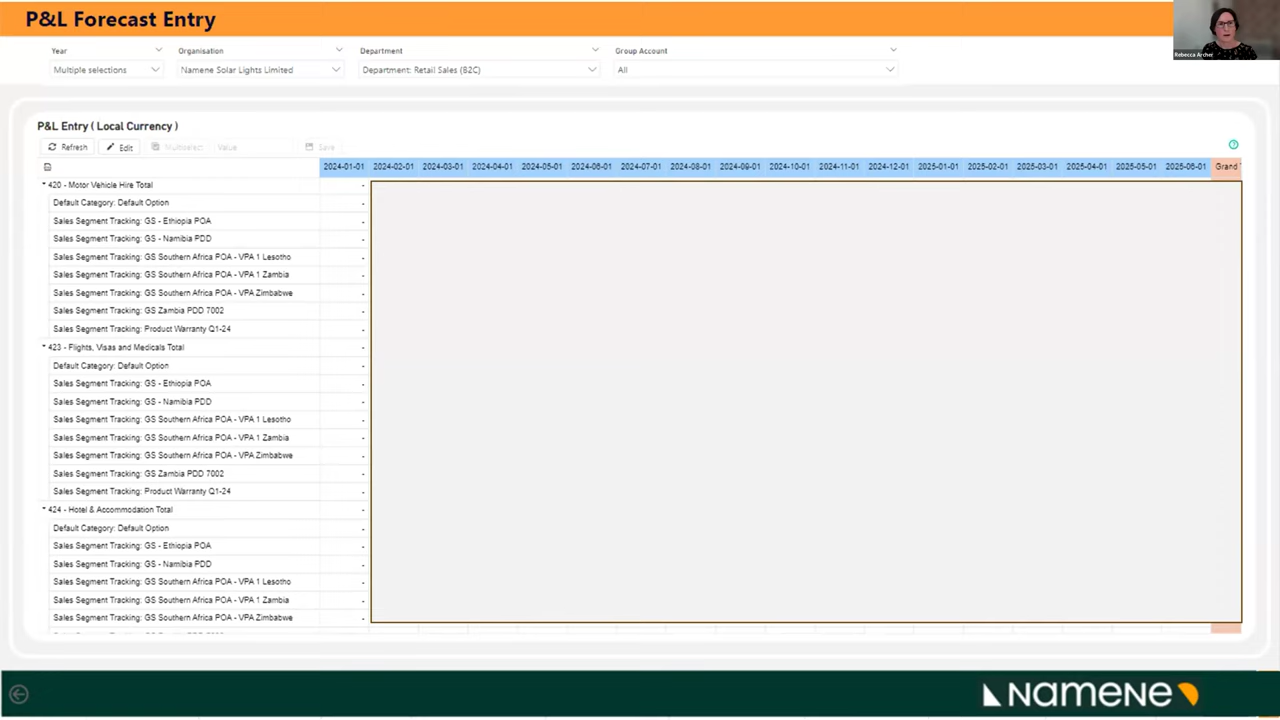 P&L Forecast Entry
Rebecca Archer
Year Organisation Department Group Account
Multiple selections Namene Solar Lights Limited Department: Retail Sales (B2C) All
P&L Entry ( Local Currency )
Refresh Edit Multiselect Value Save
2024-01-01 2024-02-01 2024-03-01 2024-04-01 2024-05-01 2024-06-01 2024-07-01 2024-08-01 2024-09-01 2024-10-01 2024-11-01 2024-12-01 2025-01-01 2025-02-01 2025-03-01 2025-04-01 2025-05-01 2025-06-01 Grand
420 - Motor Vehicle Hire Total -
Default Category: Default Option -
Sales Segment Tracking: GS - Ethiopia POA -
Sales Segment Tracking: GS - Namibia PDD -
Sales Segment Tracking: GS Southern Africa POA - VPA 1 Lesotho -
Sales Segment Tracking: GS Southern Africa POA - VPA 1 Zambia -
Sales Segment Tracking: GS Southern Africa POA - VPA Zimbabwe -
Sales Segment Tracking: GS Zambia PDD 7002 -
Sales Segment Tracking: Product Warranty Q1-24 -
423 - Flights, Visas and Medicals Total -
Default Category: Default Option -
Sales Segment Tracking: GS - Ethiopia POA -
Sales Segment Tracking: GS - Namibia PDD -
Sales Segment Tracking: GS Southern Africa POA - VPA 1 Lesotho -
Sales Segment Tracking: GS Southern Africa POA - VPA 1 Zambia -
Sales Segment Tracking: GS Southern Africa POA - VPA Zimbabwe -
Sales Segment Tracking: GS Zambia PDD 7002 -
Sales Segment Tracking: Product Warranty Q1-24 -
424 - Hotel & Accommodation Total -
Default Category: Default Option -
Sales Segment Tracking: GS - Ethiopia POA -
Sales Segment Tracking: GS - Namibia PDD -
Sales Segment Tracking: GS Southern Africa POA - VPA 1 Lesotho -
Sales Segment Tracking: GS Southern Africa POA - VPA 1 Zambia -
Sales Segment Tracking: GS Southern Africa POA - VPA Zimbabwe -
Namene